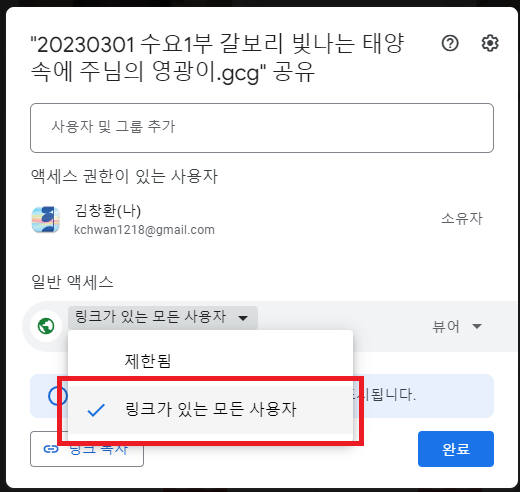 "20230301 수요1부 갈보리 빛나는 태양
속에 주님의 영광이.gcg" 공유
사용자 및 그룹 추가
액세스 권한이 있는 사용자
김창환(나)
kchwan1218@gmail.com
소유자
일반 액세스
링크가 있는 모든 사용자
뷰어
제한됨
링크가 있는 모든 사용자
시됩니다.
링크 복사
완료